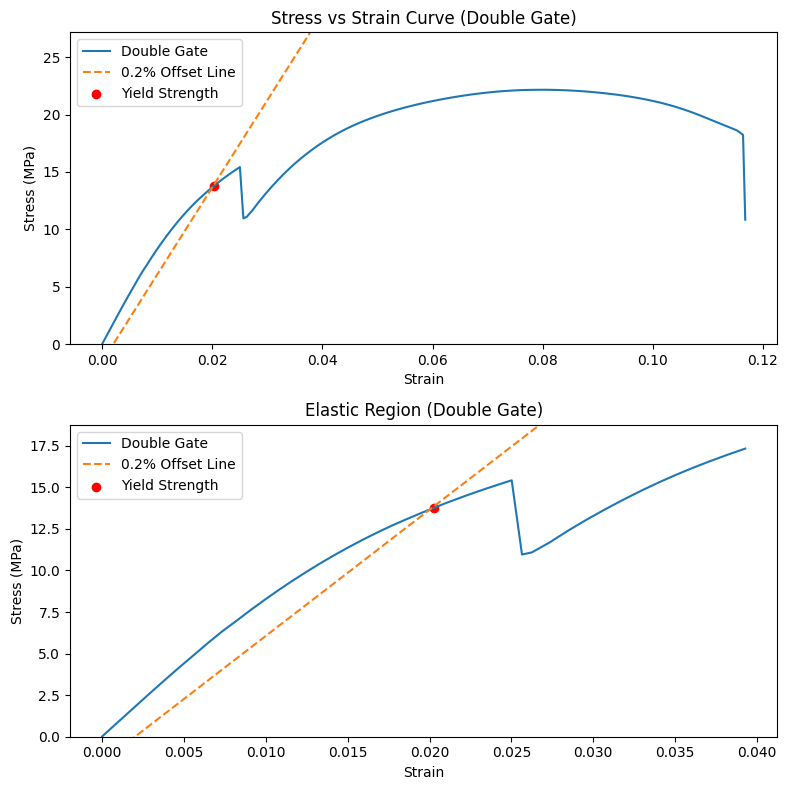 Stress vs Strain Curve (Double Gate)
Double Gate
0.2% Offset Line
Yield Strength
25
20
15
10
5
0
Stress (MPa)
0.00 0.02 0.04 0.06 0.08 0.10 0.12
Strain
Elastic Region (Double Gate)
Double Gate
0.2% Offset Line
Yield Strength
17.5
15.0
12.5
10.0
7.5
5.0
2.5
0.0
Stress (MPa)
0.000 0.005 0.010 0.015 0.020 0.025 0.030 0.035 0.040
Strain